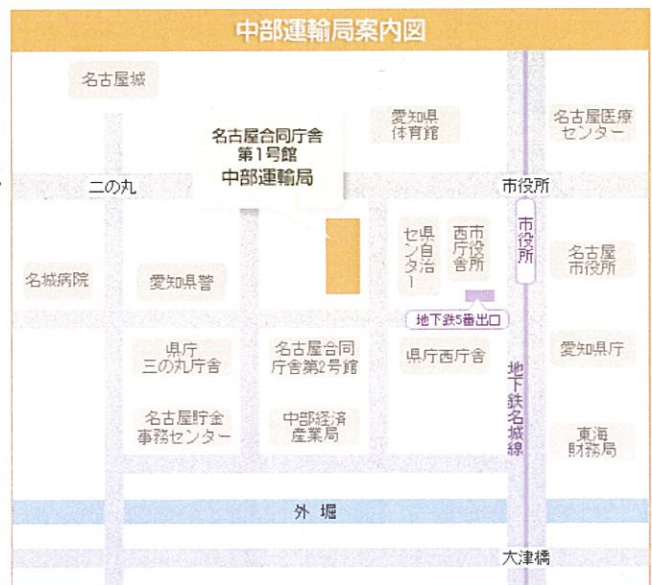 中部運輸局案内図
名古屋城
愛知県
体育館
名古屋医療
センター
名古屋合同庁舎
第1号館
中部運輸局
二の丸
市役所
名城病院
愛知県警
県自治
センター
市役所
西庁舎
市役所
名古屋
市役所
地下鉄5番出口
県庁
三の丸庁舎
名古屋合同
庁舎第2号館
県庁西庁舎
愛知県庁
地下鉄名城線
名古屋貯金
事務センター
中部経済
産業局
東海
財務局
外堀
大津橋